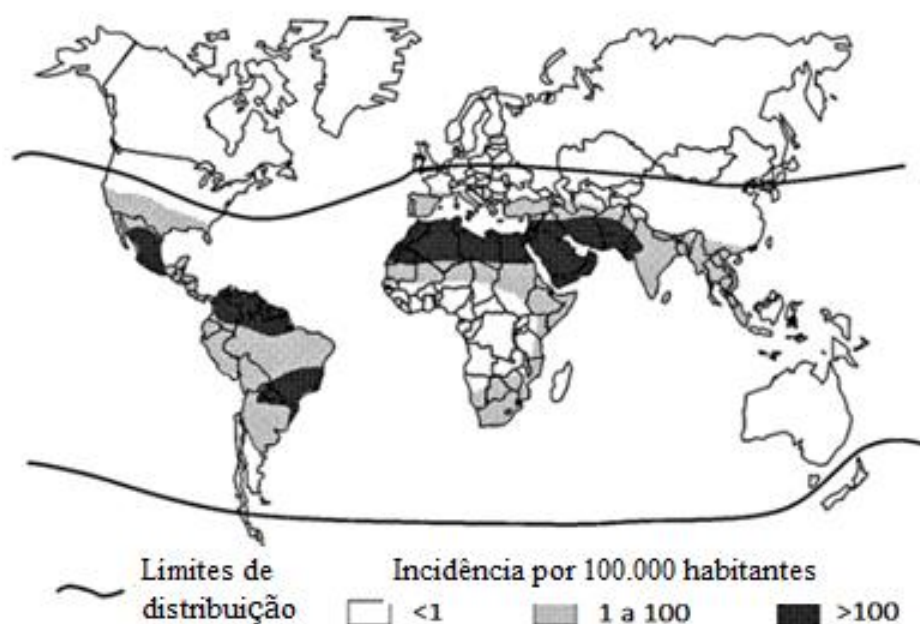 Limites de
distribuição
Incidência por 100.000 habitantes
<1
1 a 100
>100